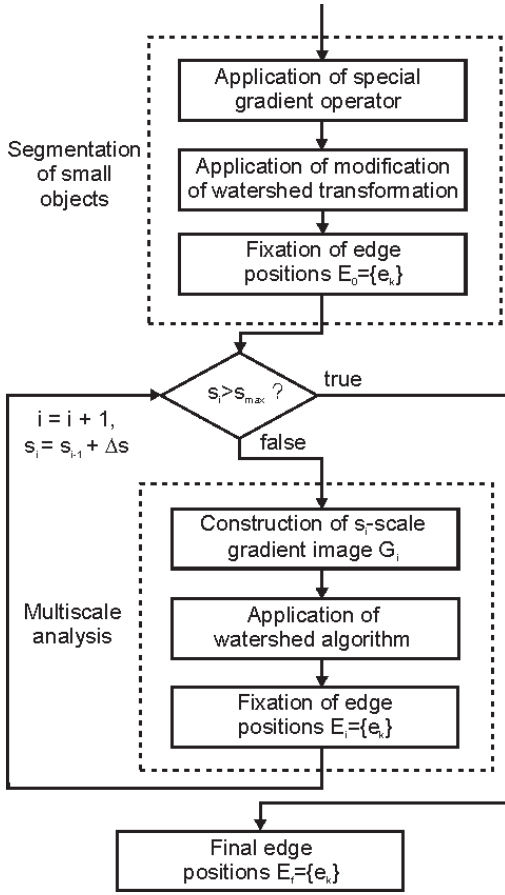 Application of special
gradient operator
Segmentation
of small
objects
Application of modification
of watershed transformation
Fixation of edge
positions E₀={eₖ}
sᵢ>sₘₐₓ ?
true
false
i = i + 1,
sᵢ= sᵢ₋₁ + Δs
Construction of sᵢ-scale
gradient image Gᵢ
Multiscale
analysis
Application of
watershed algorithm
Fixation of edge
positions Eᵢ={eₖ}
Final edge
positions E_f={eₖ}